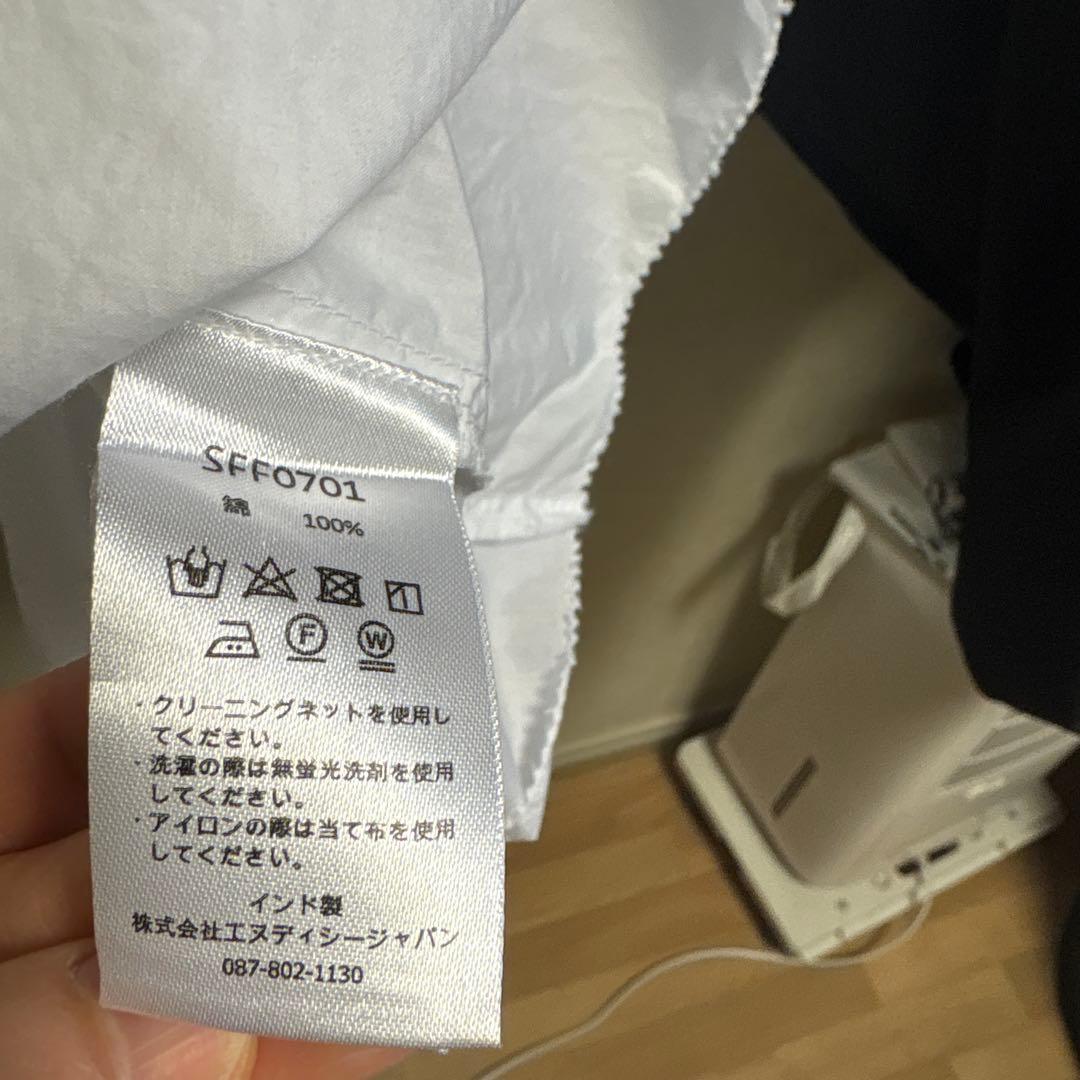 SFF0701
綿 100%
F W
・クリーニングネットを使用し
てください。
・洗濯の際は無蛍光洗剤を使用
してください。
・アイロンの際は当て布を使用
してください。
インド製
株式会社エヌディシージャパン
087-802-1130